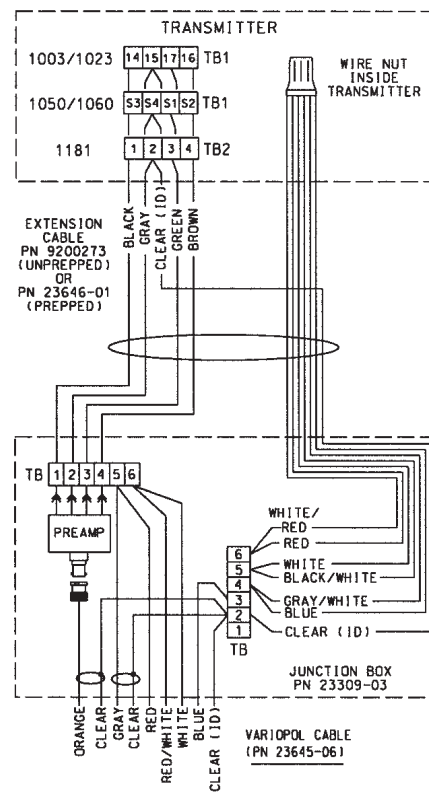 TRANSMITTER
1003/1023 14 15 17 16 TB1
1050/1060 S3 S4 S1 S2 TB1
1181 1 2 3 4 TB2
WIRE NUT
INSIDE
TRANSMITTER
EXTENSION
CABLE
PN 9200273
(UNPREPPED)
OR
PN 23646-01
(PREPPED)
BLACK
GRAY
CLEAR (ID)
GREEN
BROWN
TB 1 2 3 4 5 6
PREAMP
WHITE/
RED
RED
WHITE
BLACK/WHITE
GRAY/WHITE
BLUE
CLEAR (ID)
6
5
4
3
2
1
TB
JUNCTION BOX
PN 23309-03
ORANGE
CLEAR
GRAY
CLEAR
RED
RED/WHITE
WHITE
BLUE
CLEAR (ID)
VARIOPOL CABLE
(PN 23645-06)